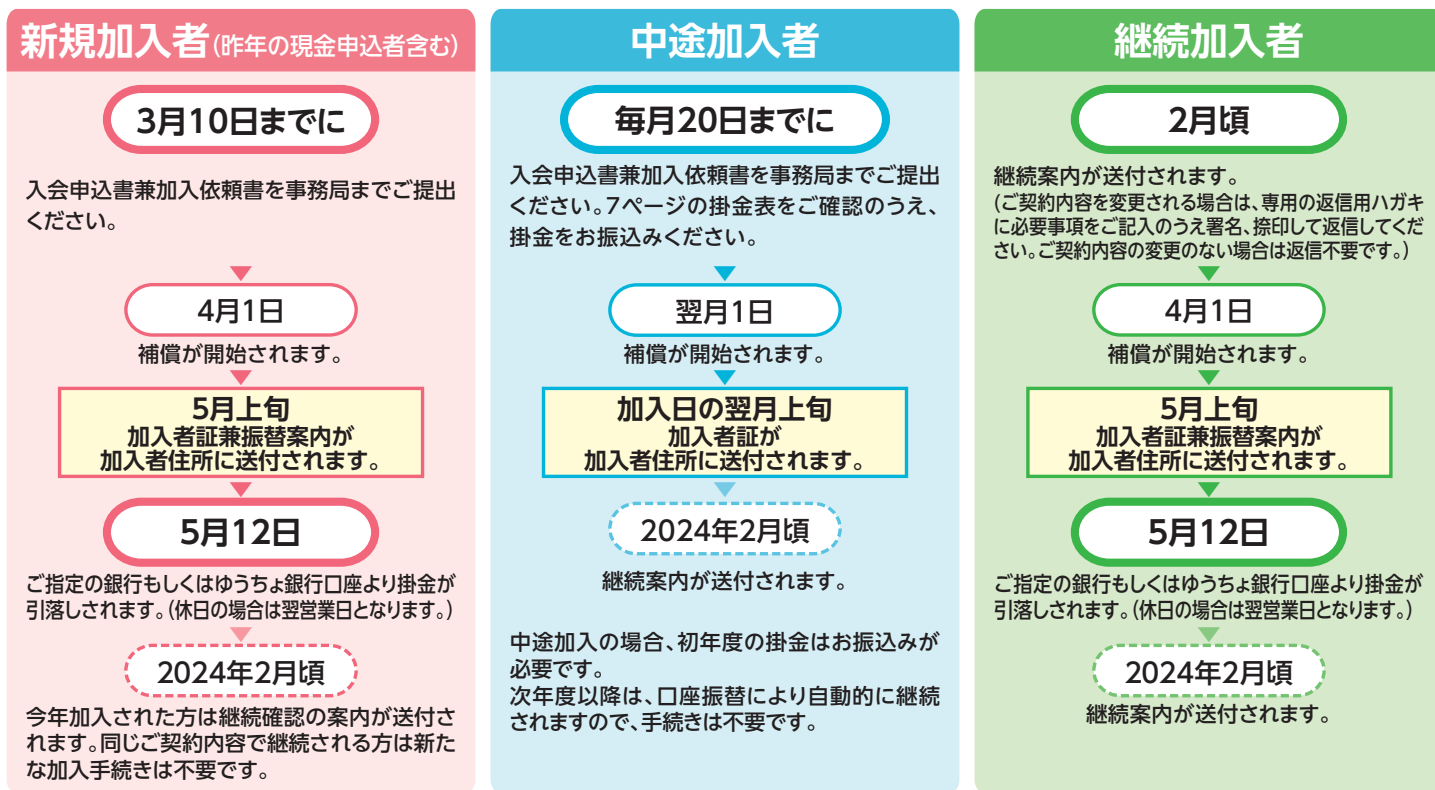 新規加入者(昨年の現金申込者含む)
3月10日までに
入会申込書兼加入依頼書を事務局までご提出
ください。
4月1日
補償が開始されます。
5月上旬
加入者証兼振替案内が
加入者住所に送付されます。
5月12日
ご指定の銀行もしくはゆうちょ銀行口座より掛金が
引落しされます。(休日の場合は翌営業日となります。)
2024年2月頃
今年加入された方は継続確認の案内が送付さ
れます。同じご契約内容で継続される方は新た
な加入手続きは不要です。
中途加入者
毎月20日までに
入会申込書兼加入依頼書を事務局までご提出
ください。7ページの掛金表をご確認のうえ、
掛金をお振込みください。
翌月1日
補償が開始されます。
加入日の翌月上旬
加入者証が
加入者住所に送付されます。
2024年2月頃
継続案内が送付されます。
中途加入の場合、初年度の掛金はお振込みが
必要です。
次年度以降は、口座振替により自動的に継続
されますので、手続きは不要です。
継続加入者
2月頃
継続案内が送付されます。
(ご契約内容を変更される場合は、専用の返信用ハガキ
に必要事項をご記入のうえ署名、捺印して返信してくだ
さい。ご契約内容の変更のない場合は返信不要です。)
4月1日
補償が開始されます。
5月上旬
加入者証兼振替案内が
加入者住所に送付されます。
5月12日
ご指定の銀行もしくはゆうちょ銀行口座より掛金が
引落しされます。(休日の場合は翌営業日となります。)
2024年2月頃
継続案内が送付されます。